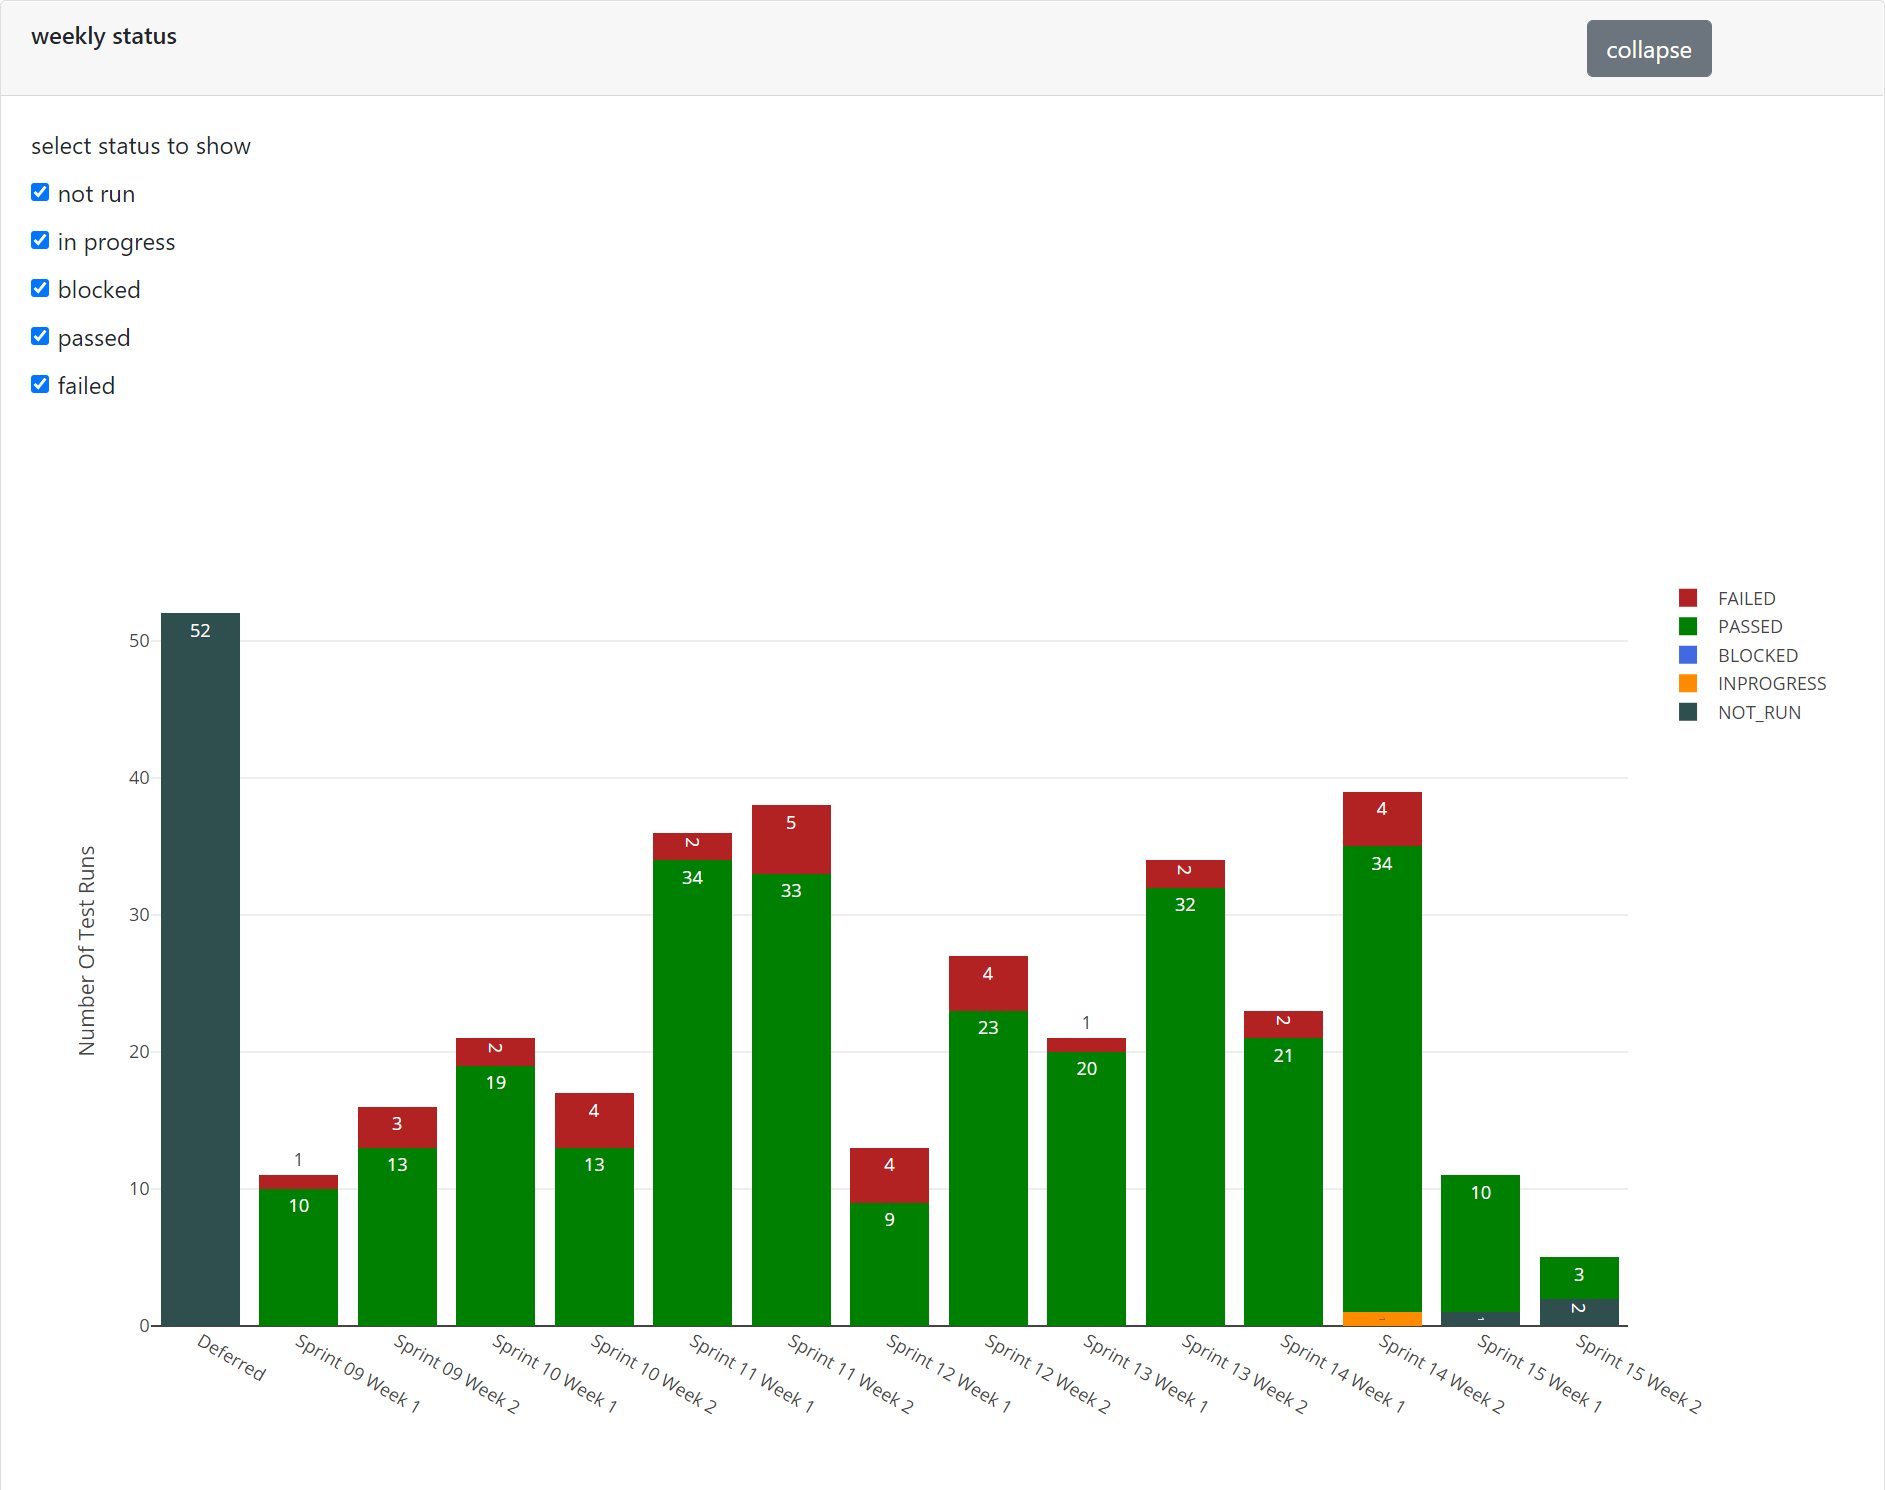 weekly status
collapse
select status to show
not run
in progress
blocked
passed
failed
FAILED
PASSED
BLOCKED
INPROGRESS
NOT_RUN
Number Of Test Runs
50
40
30
20
10
0
52
1
10
3
13
2
19
4
13
2
34
5
33
4
9
4
23
1
20
2
32
2
21
4
34
1
10
1
3
2
Deferred
Sprint 09 Week 1
Sprint 09 Week 2
Sprint 10 Week 1
Sprint 10 Week 2
Sprint 11 Week 1
Sprint 11 Week 2
Sprint 12 Week 1
Sprint 12 Week 2
Sprint 13 Week 1
Sprint 13 Week 2
Sprint 14 Week 1
Sprint 14 Week 2
Sprint 15 Week 1
Sprint 15 Week 2